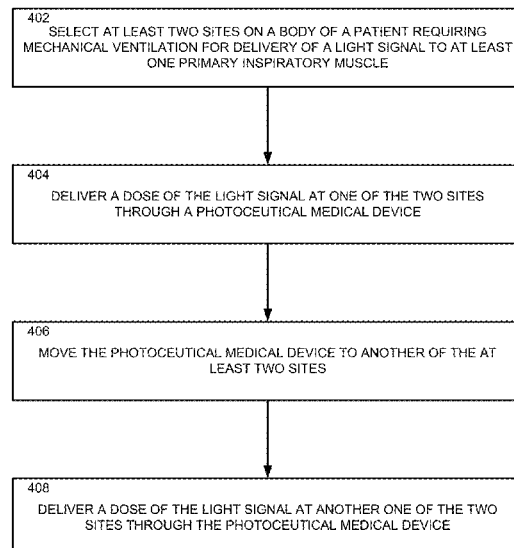 402
SELECT AT LEAST TWO SITES ON A BODY OF A PATIENT REQUIRING
MECHANICAL VENTILATION FOR DELIVERY OF A LIGHT SIGNAL TO AT LEAST
ONE PRIMARY INSPIRATORY MUSCLE
404
DELIVER A DOSE OF THE LIGHT SIGNAL AT ONE OF THE TWO SITES
THROUGH A PHOTOCEUTICAL MEDICAL DEVICE
406
MOVE THE PHOTOCEUTICAL MEDICAL DEVICE TO ANOTHER OF THE AT
LEAST TWO SITES
408
DELIVER A DOSE OF THE LIGHT SIGNAL AT ANOTHER ONE OF THE TWO
SITES THROUGH THE PHOTOCEUTICAL MEDICAL DEVICE